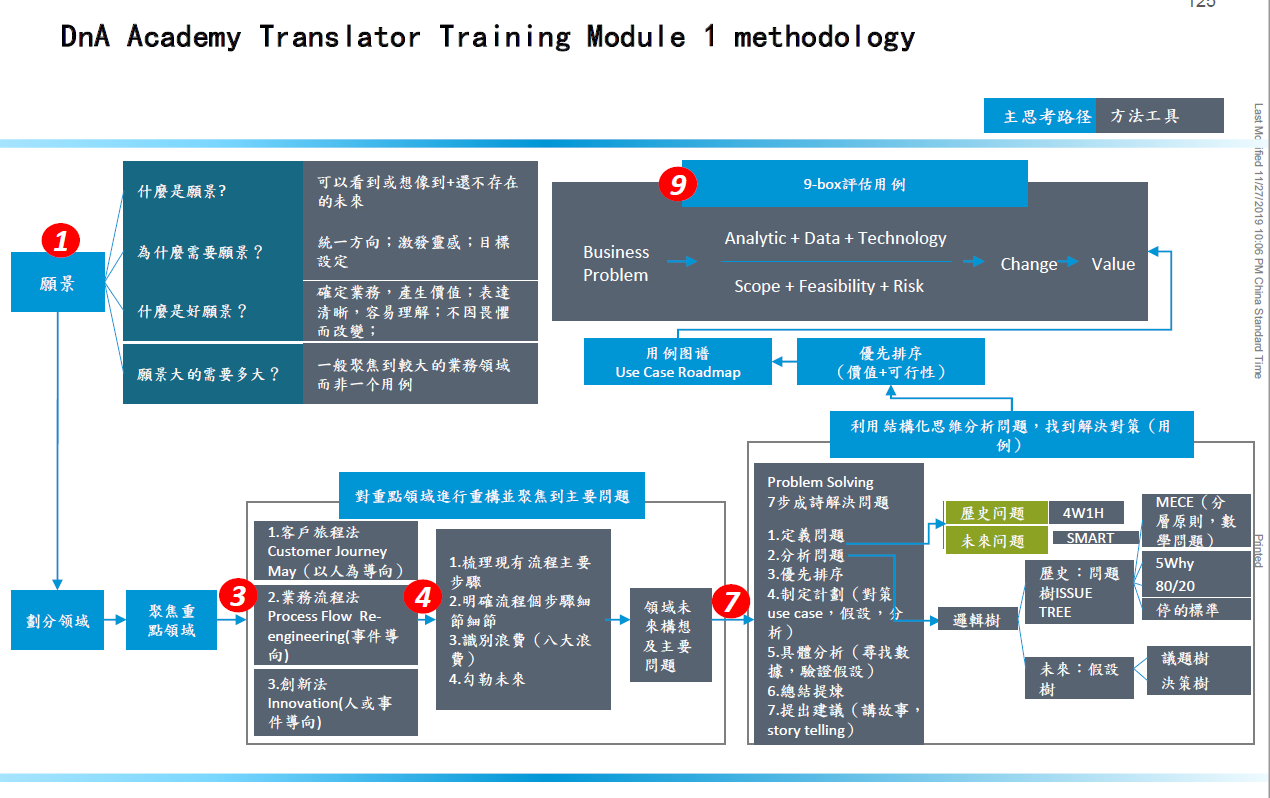 125
DnA Academy Translator Training Module 1 methodology
主思考路径
方法工具
Last Mo ified 11/27/2019 10:06 PM China Standard Time
Printed
1
願景
什麼是願景?
可以看到或想像到+還不存在
的未來
為什麼需要願景？
統一方向；激發靈感；目標
設定
什麼是好願景？
確定業務，產生價值；表達
清晰，容易理解；不因畏懼
而改變；
願景大的需要多大？
一般聚焦到較大的業務領域
而非一个用例
9
9-box評估用例
Business
Problem
Analytic + Data + Technology
Scope + Feasibility + Risk
Change
Value
用例图谱
Use Case Roadmap
優先排序
（價值+可行性）
利用結構化思維分析問題，找到解決對策（用
例）
劃分領域
聚焦重
點領域
3
對重點領域進行重構並聚焦到主要問題
1.客戶旅程法
Customer Journey
May（以人為導向）
2.業務流程法
Process Flow Re-
engineering(事件導
向)
3.創新法
Innovation(人或事
件導向)
4
1.梳理現有流程主要
步驟
2.明確流程個步驟細
節細節
3.識別浪費（八大浪
費）
4.勾勒未來
領域未
來構想
及主要
問題
7
Problem Solving
7步成詩解決問題
1.定義問題
2.分析問題
3.優先排序
4.制定計劃（對策
use case，假設，分
析）
5.具體分析（尋找數
據，驗證假設）
6.總結提煉
7.提出建議（講故事，
story telling）
歷史问题
4W1H
未來问题
SMART
邏輯樹
歷史：問題
樹ISSUE
TREE
MECE（分
層原則，數
學問題）
5Why
80/20
停的標準
未來：假設
樹
議題樹
決策樹